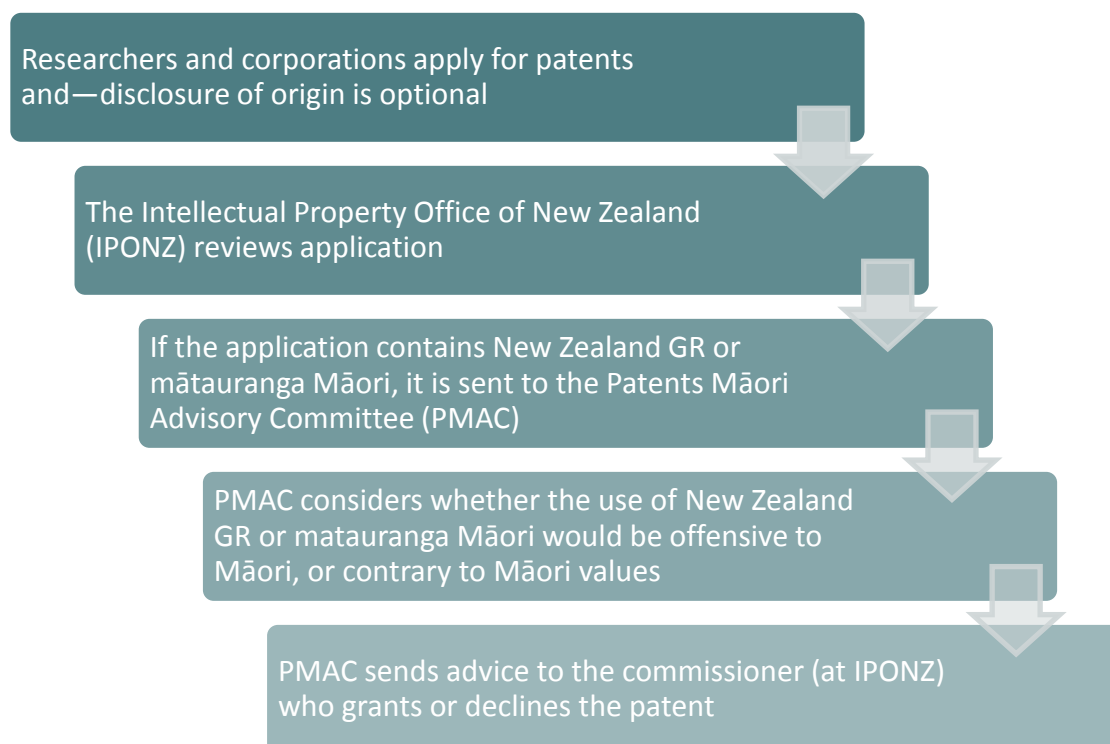 Researchers and corporations apply for patents
and—disclosure of origin is optional
The Intellectual Property Office of New Zealand
(IPONZ) reviews application
If the application contains New Zealand GR or
mātauranga Māori, it is sent to the Patents Māori
Advisory Committee (PMAC)
PMAC considers whether the use of New Zealand
GR or matauranga Māori would be offensive to
Māori, or contrary to Māori values
PMAC sends advice to the commissioner (at IPONZ)
who grants or declines the patent